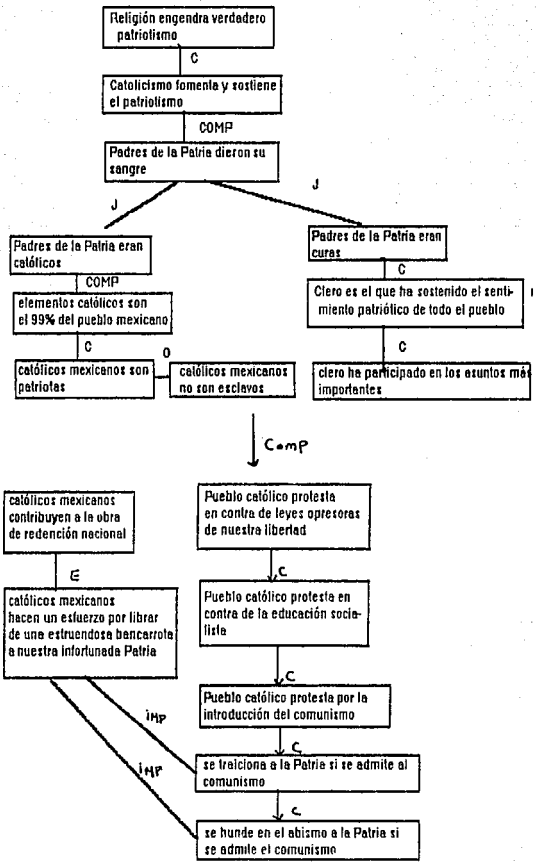 Religión engendra verdadero
patriotismo
C
Catolicismo fomenta y sostiene
el patriotismo
COMP
Padres de la Patria dieron su
sangre
J
J
Padres de la Patria eran
católicos
COMP
elementos católicos son
el 99% del pueblo mexicano
C
católicos mexicanos son
patriotas
O
católicos mexicanos
no son esclavos
Padres de la Patria eran
curas
C
Clero es el que ha sostenido el senti-
miento patriótico de todo el pueblo
C
clero ha participado en los asuntos más
importantes
Comp
católicos mexicanos
contribuyen a la obra
de redención nacional
E
católicos mexicanos
hacen un esfuerzo por librar
de una estruendosa bancarrota
a nuestra infortunada Patria
imp
imp
Pueblo católico protesta
en contra de leyes opresoras
de nuestra libertad
C
Pueblo católico protesta en
contra de la educación socia-
lista
C
Pueblo católico protesta por la
introducción del comunismo
C
se traiciona a la Patria si se admite al
comunismo
C
se hunde en el abismo a la Patria si
se admite el comunismo